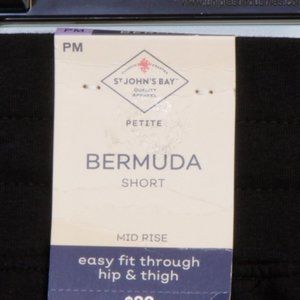 PM
ST JOHN'S BAY
QUALITY
APPAREL
PETITE
BERMUDA
SHORT
MID RISE
easy fit through
hip & thigh